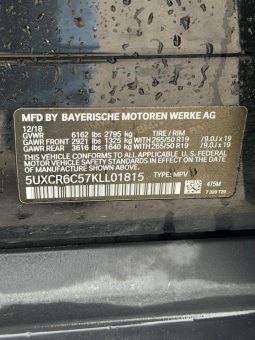 MFD BY BAYERISCHE MOTOREN WERKE AG
12/18
GVWR 6162 lbs 2795 kg TIRE / RIM
GAWR FRONT 2921 lbs 1325 kg WITH 265/50 R19 /9.0J x 19
GAWR REAR 3616 lbs 1640 kg WITH 265/50 R19 /9.0J x 19
THIS VEHICLE CONFORMS TO ALL APPLICABLE U.S. FEDERAL
MOTOR VEHICLE SAFETY
STANDARDS IN EFFECT ON THE DATE OF MANUFACTURE
SHOWN ABOVE.
5UXCR6C57KLL01815 TYPE: MPV 475M